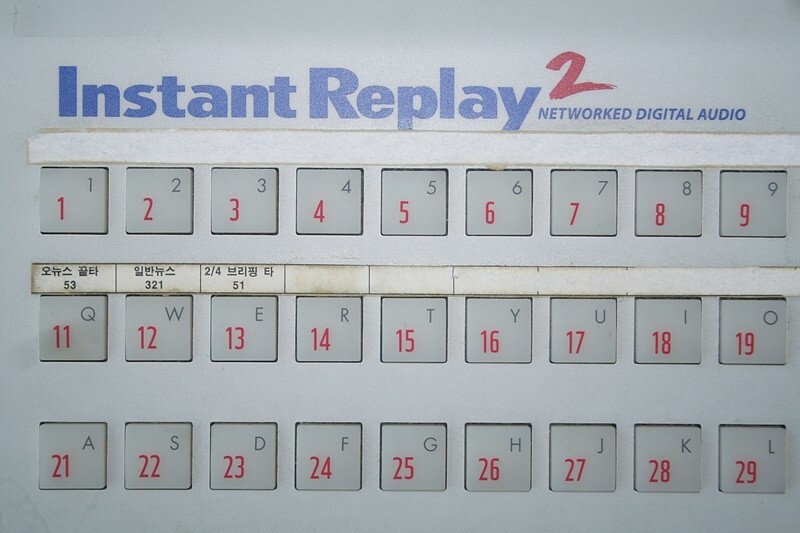 Instant Replay 2
NETWORKED DIGITAL AUDIO
1 2 3 4 5 6 7 8 9
1 2 3 4 5 6 7 8 9
오뉴스 끝타 일반뉴스 2/4 브리핑 타
53 321 51
Q W E R T Y U I O
11 12 13 14 15 16 17 18 19
A S D F G H J K L
21 22 23 24 25 26 27 28 29